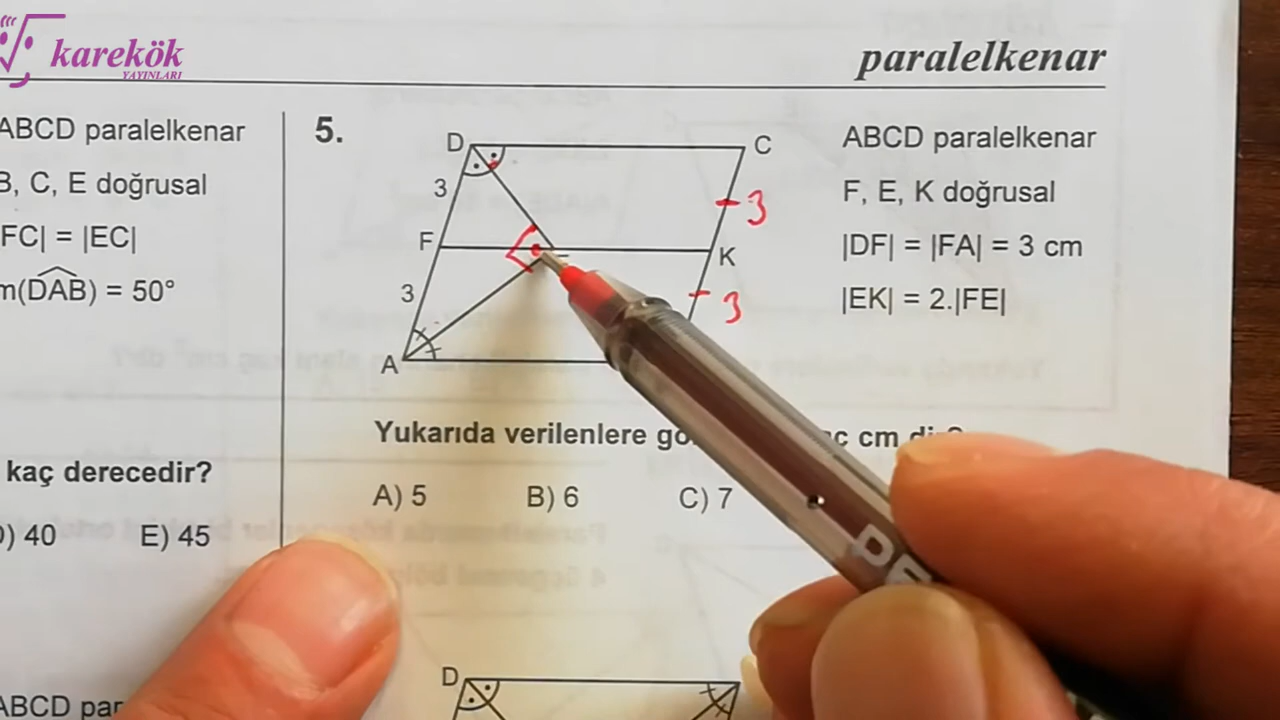 karekök
YAYINLARI
paralelkenar
ABCD paralelkenar
B, C, E doğrusal
FC| = |EC|
m(DAB) = 50°
kaç derecedir?
40
E) 45
ABCD
5.
D
C
3
3
F
K
3
3
A
ABCD paralelkenar
F, E, K doğrusal
|DF| = |FA| = 3 cm
|EK| = 2.|FE|
Yukarıda verilenlere
cm
A) 5
B) 6
C) 7
D